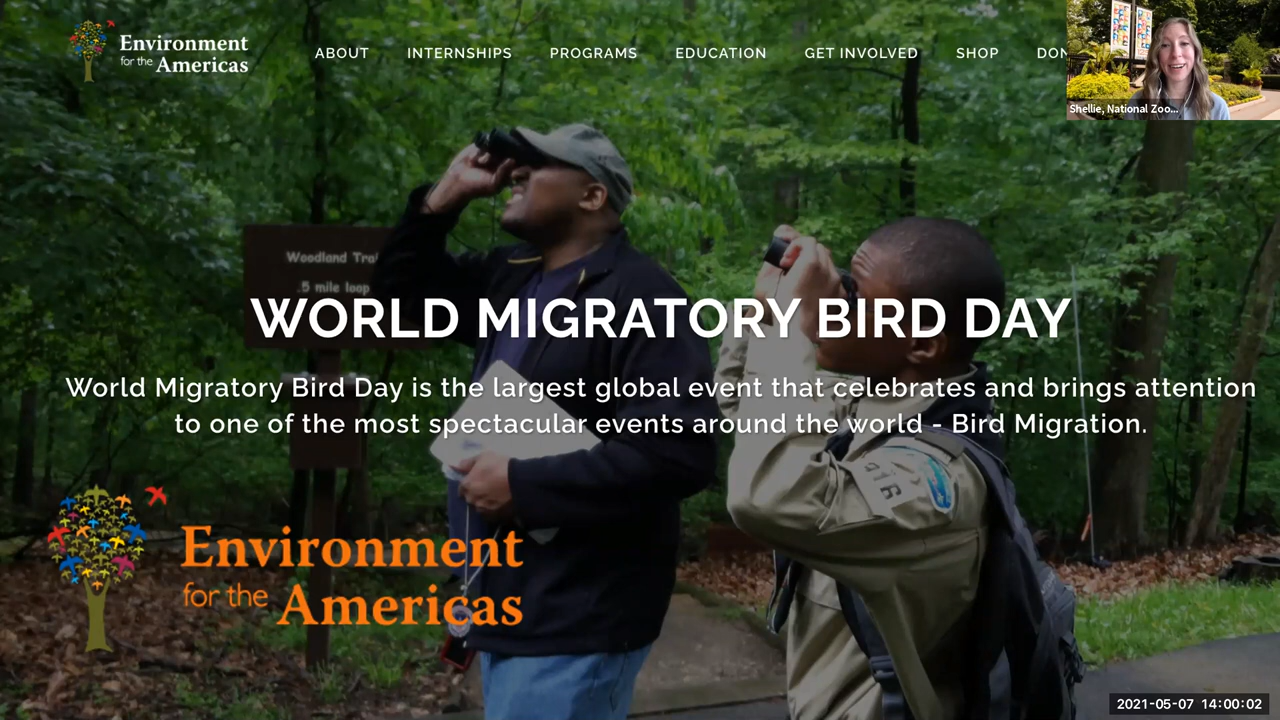 Environment
for the Americas
ABOUT INTERNSHIPS PROGRAMS EDUCATION GET INVOLVED SHOP
Shellie, National Zoo...
Woodland
.5 mile loop
WORLD MIGRATORY BIRD DAY
World Migratory Bird Day is the largest global event that celebrates and brings attention
to one of the most spectacular events around the world - Bird Migration.
916
Environment
for the Americas
2021-05-07 14:00:02